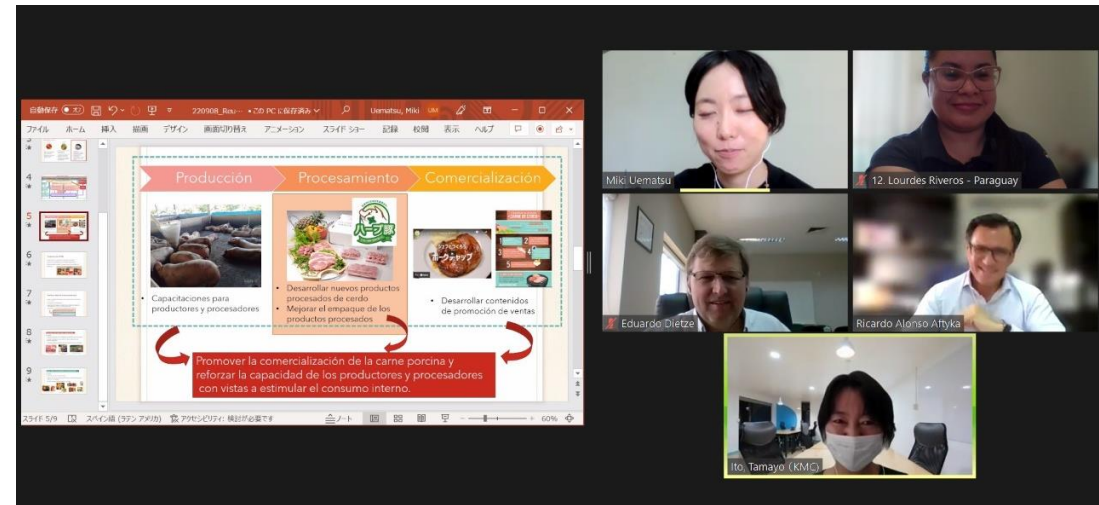 自動保存
220908_Reu… • この PC に保存済み
Uematsu, Miki
UM
ファイル ホーム 挿入 描画 デザイン 画面切り替え アニメーション スライド ショー 記録 校閲 表示 ヘルプ
4
5
6
7
8
9
Producción
Procesamiento
Comercialización
ハーブ豚
ポークチャップ
• Capacitaciones para
productores y procesadores
• Desarrollar nuevos productos
procesados de cerdo
• Mejorar el empaque de los
productos procesados
• Desarrollar contenidos
de promoción de ventas
Promover la comercialización de la carne porcina y
reforzar la capacidad de los productores y procesadores
con vistas a estimular el consumo interno.
スライド 5/9 スペイン語 (ラテン アメリカ) アクセシビリティ: 検討が必要です ノート 60%
Miki Uematsu
12. Lourdes Riveros - Paraguay
Eduardo Dietze
Ricardo Alonso Aftyka
Ito, Tamayo (KMC)